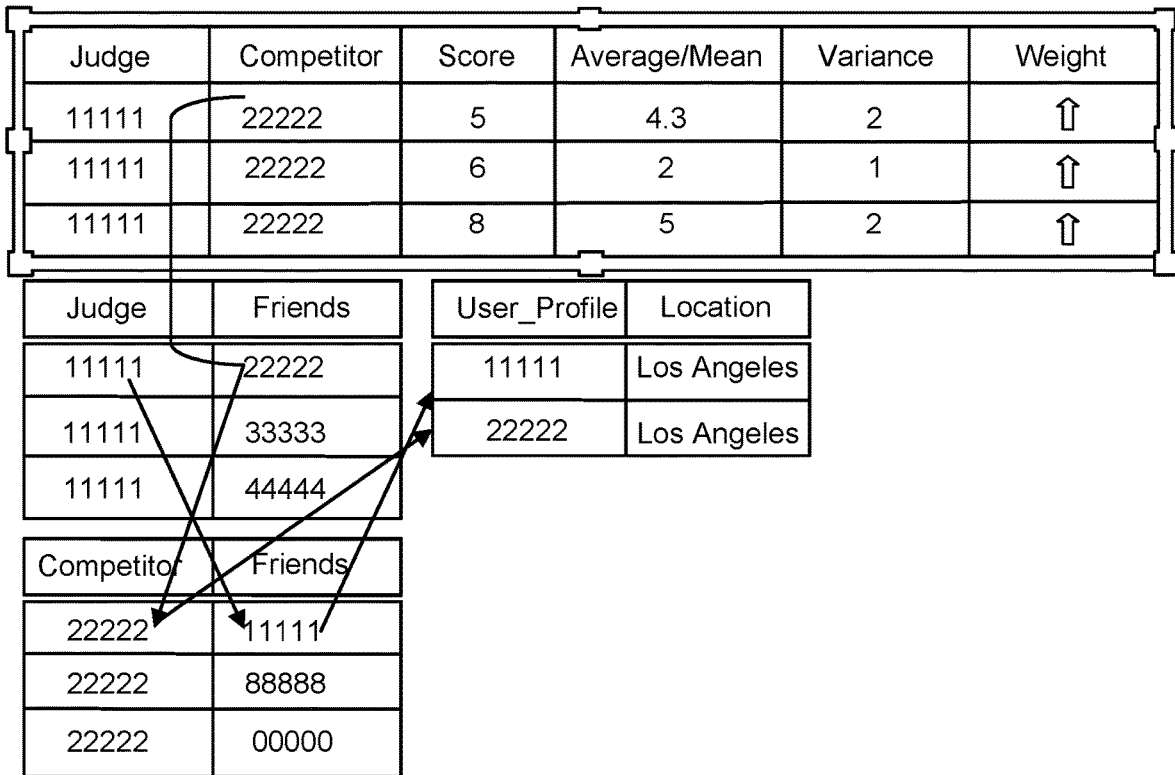 Judge Competitor Score Average/Mean Variance Weight
11111 22222 5 4.3 2 ⇧
11111 22222 6 2 1 ⇧
11111 22222 8 5 2 ⇧
Judge Friends
11111 22222
11111 33333
11111 44444
User_Profile Location
11111 Los Angeles
22222 Los Angeles
Competitor Friends
22222 11111
22222 88888
22222 00000